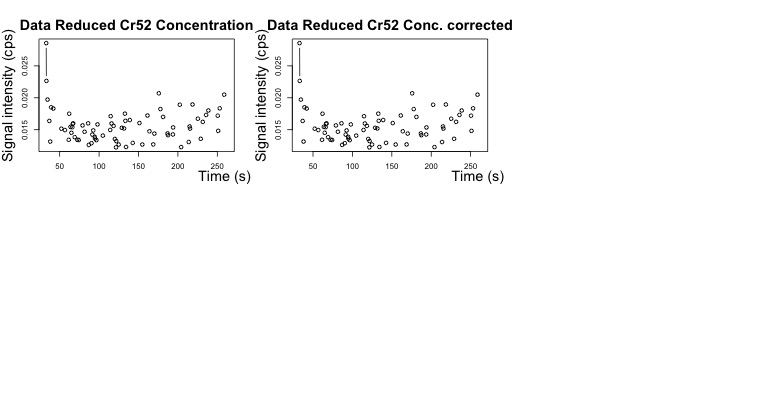 Data Reduced Cr52 Concentration
Signal intensity (cps)
0.015 0.020 0.025
50 100 150 200 250
Time (s)
Data Reduced Cr52 Conc. corrected
Signal intensity (cps)
0.015 0.020 0.025
50 100 150 200 250
Time (s)